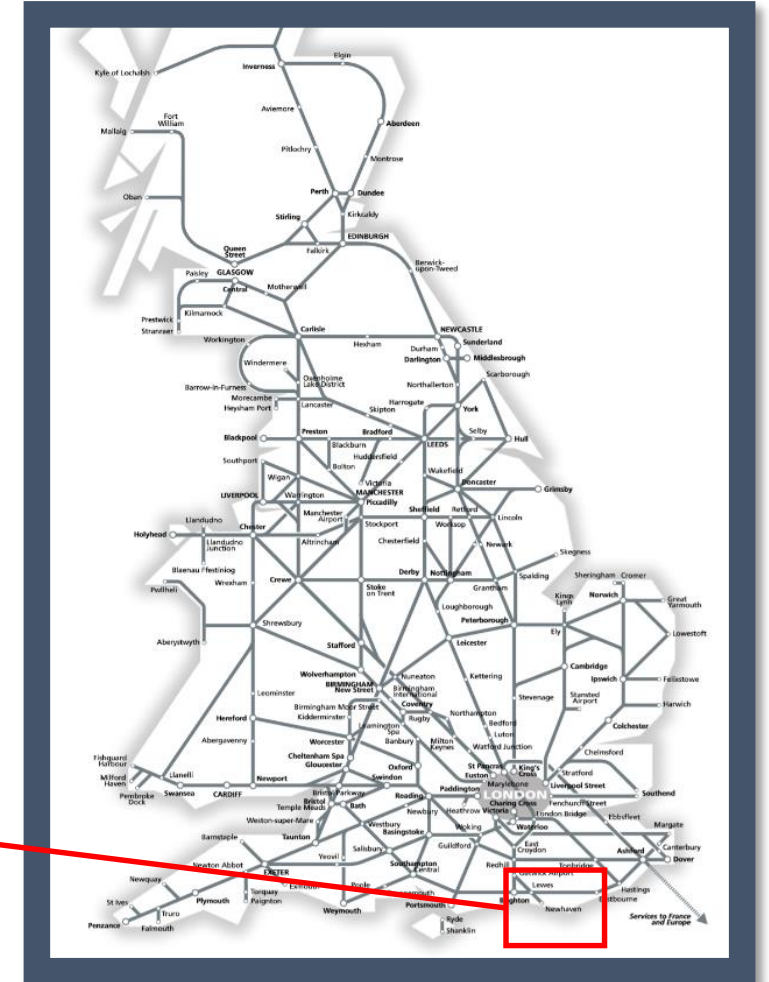 Elgin
Inverness
Kyle of Lochalsh
Aviemore
Fort
William
Aberdeen
Mallaig
Pitlochry
Montrose
Perth
Dundee
Oban
Kirkcaldy
Stirling
EDINBURGH
Queen
Street
Falkirk
Berwick-
upon-Tweed
Paisley
GLASGOW
Central
Motherwell
Kilmarnock
Prestwick
Stranraer
Carlisle
NEWCASTLE
Sunderland
Workington
Hexham
Durham
Darlington
Middlesbrough
Windermere
Scarborough
Oxenholme
Lake District
Barrow-in-Furness
Northallerton
Morecambe
Heysham Port
Lancaster
Harrogate
York
Skipton
Blackpool
Preston
Bradford
Selby
Hull
Blackburn
LEEDS
Huddersfield
Southport
Bolton
Wakefield
Wigan
Victoria
Doncaster
LIVERPOOL
Warrington
MANCHESTER
Piccadilly
Grimsby
Manchester
Airport
Sheffield
Retford
Lincoln
Llandudno
Chester
Stockport
Worksop
Holyhead
Llandudno
Junction
Altrincham
Chesterfield
Newark
Skegness
Blaenau Ffestiniog
Wrexham
Crewe
Stoke
on Trent
Derby
Nottingham
Grantham
Spalding
Sheringham
Cromer
Pwllheli
Kings
Lynn
Norwich
Great
Yarmouth
Loughborough
Shrewsbury
Peterborough
Ely
Lowestoft
Aberystwyth
Stafford
Leicester
Wolverhampton
Nuneaton
Kettering
Cambridge
BIRMINGHAM
New Street
Birmingham
International
Ipswich
Felixstowe
Leominster
Birmingham Moor Street
Coventry
Stevenage
Stansted
Airport
Harwich
Kidderminster
Rugby
Northampton
Hereford
Leamington
Spa
Bedford
Colchester
Abergavenny
Worcester
Banbury
Milton
Keynes
Luton
Watford Junction
Chelmsford
Fishguard
Harbour
Cheltenham Spa
Gloucester
Oxford
St Pancras
Euston
King's
Cross
Stratford
Milford
Haven
Llanelli
Swindon
Marylebone
Liverpool Street
Pembroke
Dock
Swansea
CARDIFF
Newport
Bristol Parkway
Reading
Paddington
LONDON
Southend
Bristol
Temple Meads
Bath
Heathrow
Victoria
Charing Cross
Fenchurch Street
Weston-super-Mare
Newbury
London Bridge
Ebbsfleet
Westbury
Basingstoke
Woking
Waterloo
Margate
Barnstaple
Taunton
Salisbury
Guildford
East
Croydon
Canterbury
Yeovil
Redh
Tonbridge
Ashford
Dover
Newton Abbot
EXETER
Southampton
Central
Gatwick Airport
Newquay
Exmouth
Poole
Lewes
Hastings
St Ives
Plymouth
Torquay
Paignton
Portsmouth
Brighton
Eastbourne
Truro
Weymouth
Newhaven
Penzance
Falmouth
Ryde
Shanklin
Services to France
and Europe